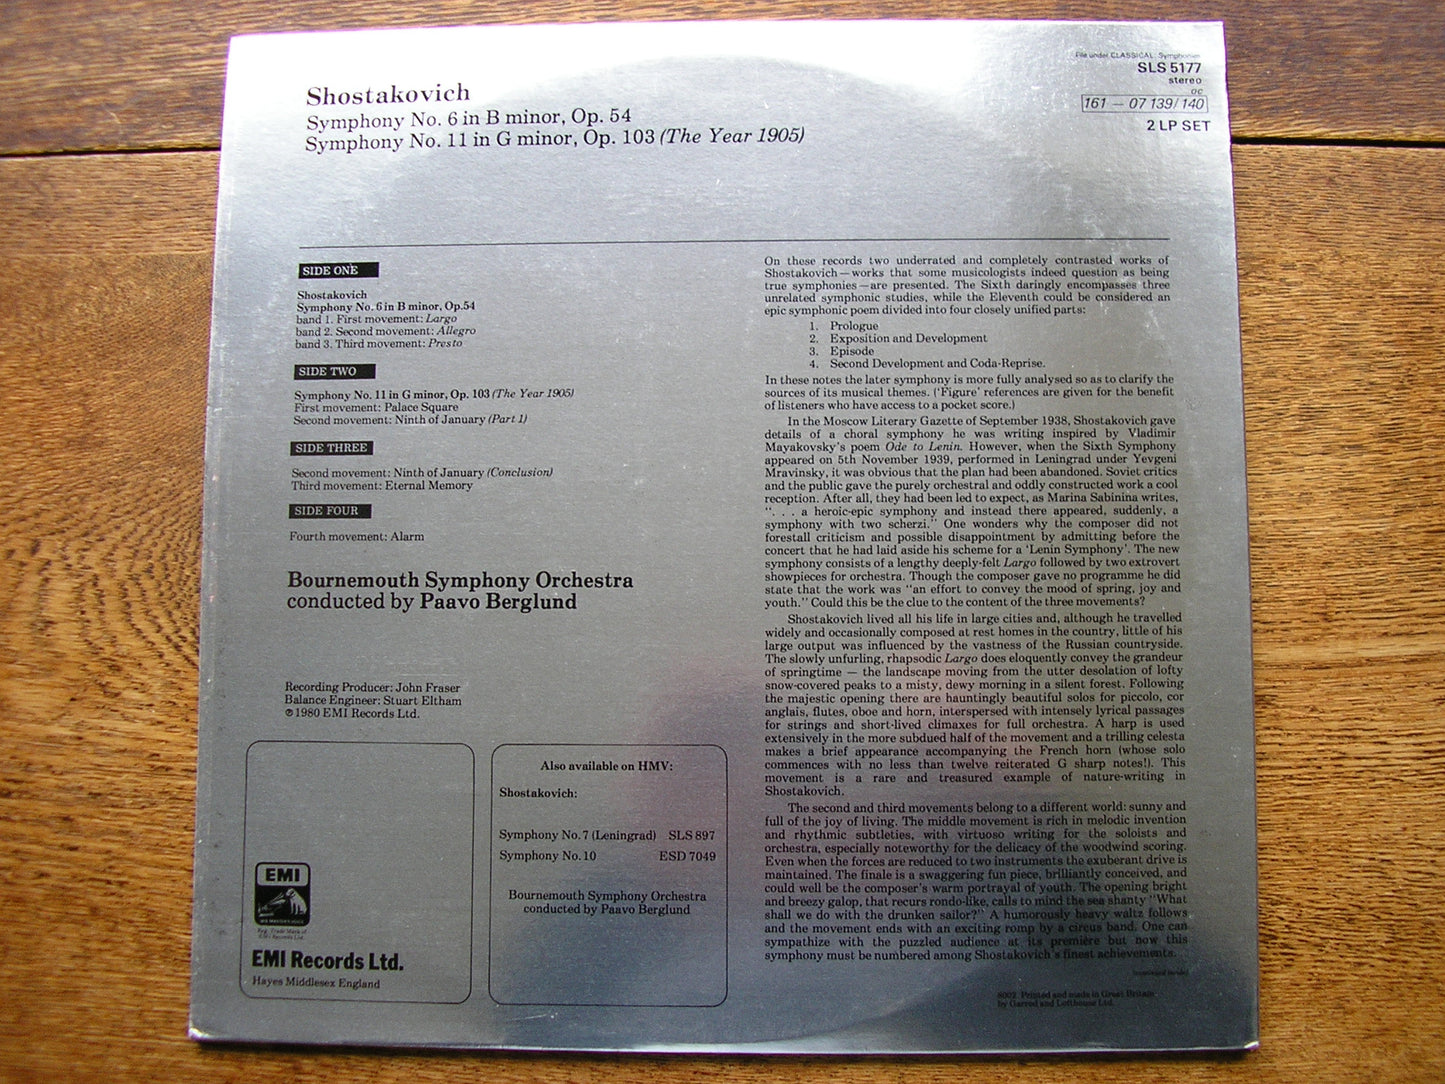 File under CLASSICAL: Symphonies
SLS 5177
stereo
OC
161 — 07 139/140
2 LP SET
Shostakovich
Symphony No. 6 in B minor, Op. 54
Symphony No. 11 in G minor, Op. 103 (The Year 1905)
SIDE ONE
Shostakovich
Symphony No. 6 in B minor, Op.54
band 1. First movement: Largo
band 2. Second movement: Allegro
band 3. Third movement: Presto
SIDE TWO
Symphony No. 11 in G minor, Op. 103 (The Year 1905)
First movement: Palace Square
Second movement: Ninth of January (Part 1)
SIDE THREE
Second movement: Ninth of January (Conclusion)
Third movement: Eternal Memory
SIDE FOUR
Fourth movement: Alarm
Bournemouth Symphony Orchestra
conducted by Paavo Berglund
Recording Producer: John Fraser
Balance Engineer: Stuart Eltham
℗ 1980 EMI Records Ltd.
EMI
HIS MASTER'S VOICE
Reg. Trade Mark of
EMI Records Ltd.
EMI Records Ltd.
Hayes Middlesex England
Also available on HMV:
Shostakovich:
Symphony No. 7 (Leningrad) SLS 897
Symphony No. 10 ESD 7049
Bournemouth Symphony Orchestra
conducted by Paavo Berglund
On these records two underrated and completely contrasted works of
Shostakovich — works that some musicologists indeed question as being
true symphonies — are presented. The Sixth daringly encompasses three
unrelated symphonic studies, while the Eleventh could be considered an
epic symphonic poem divided into four closely unified parts:
1. Prologue
2. Exposition and Development
3. Episode
4. Second Development and Coda-Reprise.
In these notes the later symphony is more fully analysed so as to clarify the
sources of its musical themes. ('Figure' references are given for the benefit
of listeners who have access to a pocket score.)
In the Moscow Literary Gazette of September 1938, Shostakovich gave
details of a choral symphony he was writing inspired by Vladimir
Mayakovsky's poem Ode to Lenin. However, when the Sixth Symphony
appeared on 5th November 1939, performed in Leningrad under Yevgeni
Mravinsky, it was obvious that the plan had been abandoned. Soviet critics
and the public gave the purely orchestral and oddly constructed work a cool
reception. After all, they had been led to expect, as Marina Sabinina writes,
". . . a heroic-epic symphony and instead there appeared, suddenly, a
symphony with two scherzi." One wonders why the composer did not
forestall criticism and possible disappointment by admitting before the
concert that he had laid aside his scheme for a 'Lenin Symphony'. The new
symphony consists of a lengthy deeply-felt Largo followed by two extrovert
showpieces for orchestra. Though the composer gave no programme he did
state that the work was "an effort to convey the mood of spring, joy and
youth." Could this be the clue to the content of the three movements?
Shostakovich lived all his life in large cities and, although he travelled
widely and occasionally composed at rest homes in the country, little of his
large output was influenced by the vastness of the Russian countryside.
The slowly unfurling, rhapsodic Largo does eloquently convey the grandeur
of springtime — the landscape moving from the utter desolation of lofty
snow-covered peaks to a misty, dewy morning in a silent forest. Following
the majestic opening there are hauntingly beautiful solos for piccolo, cor
anglais, flutes, oboe and horn, interspersed with intensely lyrical passages
for strings and short-lived climaxes for full orchestra. A harp is used
extensively in the more subdued half of the movement and a trilling celesta
makes a brief appearance accompanying the French horn (whose solo
commences with no less than twelve reiterated G sharp notes!). This
movement is a rare and treasured example of nature-writing in
Shostakovich.
The second and third movements belong to a different world: sunny and
full of the joy of living. The middle movement is rich in melodic invention
and rhythmic subtleties, with virtuoso writing for the soloists and
orchestra, especially noteworthy for the delicacy of the woodwind scoring.
Even when the forces are reduced to two instruments the exuberant drive is
maintained. The finale is a swaggering fun piece, brilliantly conceived, and
could well be the composer's warm portrayal of youth. The opening bright
and breezy galop, that recurs rondo-like, calls to mind the sea shanty "What
shall we do with the drunken sailor?" A humorously heavy waltz follows
and the movement ends with an exciting romp by a circus band. One can
sympathize with the puzzled audience at its première but now this
symphony must be numbered among Shostakovich's finest achievements.
(continued inside)
8002 Printed and made in Great Britain
by Garrod and Lofthouse Ltd.